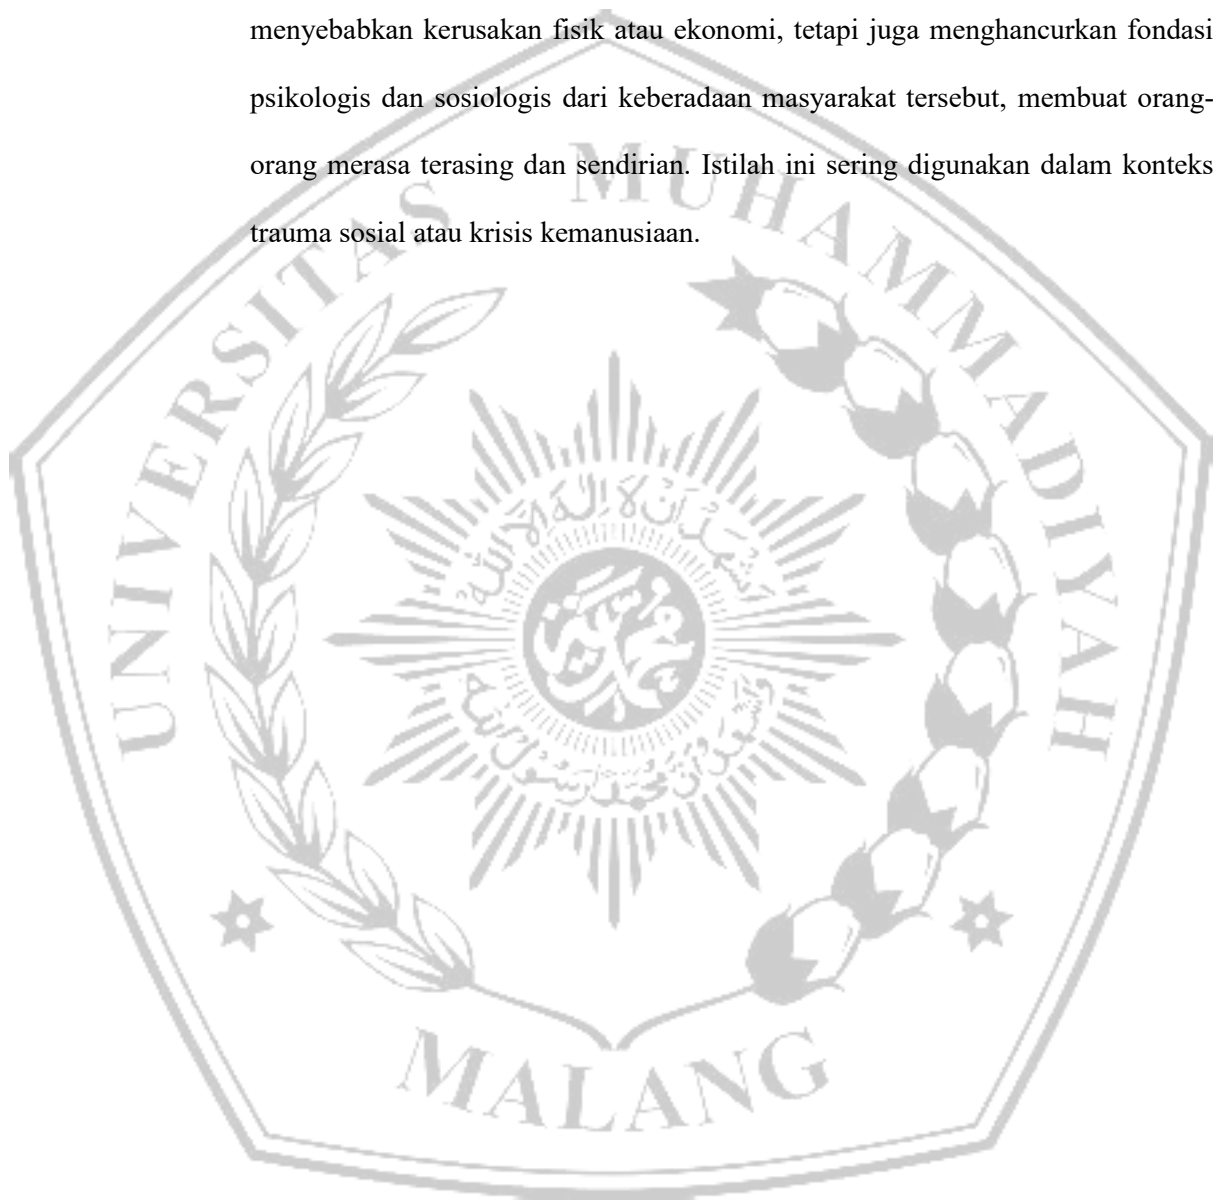 menyebabkan kerusakan fisik atau ekonomi, tetapi juga menghancurkan fondasi
psikologis dan sosiologis dari keberadaan masyarakat tersebut, membuat orang-
orang merasa terasing dan sendirian. Istilah ini sering digunakan dalam konteks
trauma sosial atau krisis kemanusiaan.
UNIVERSITAS MUHAMMADIYAH
MALANG